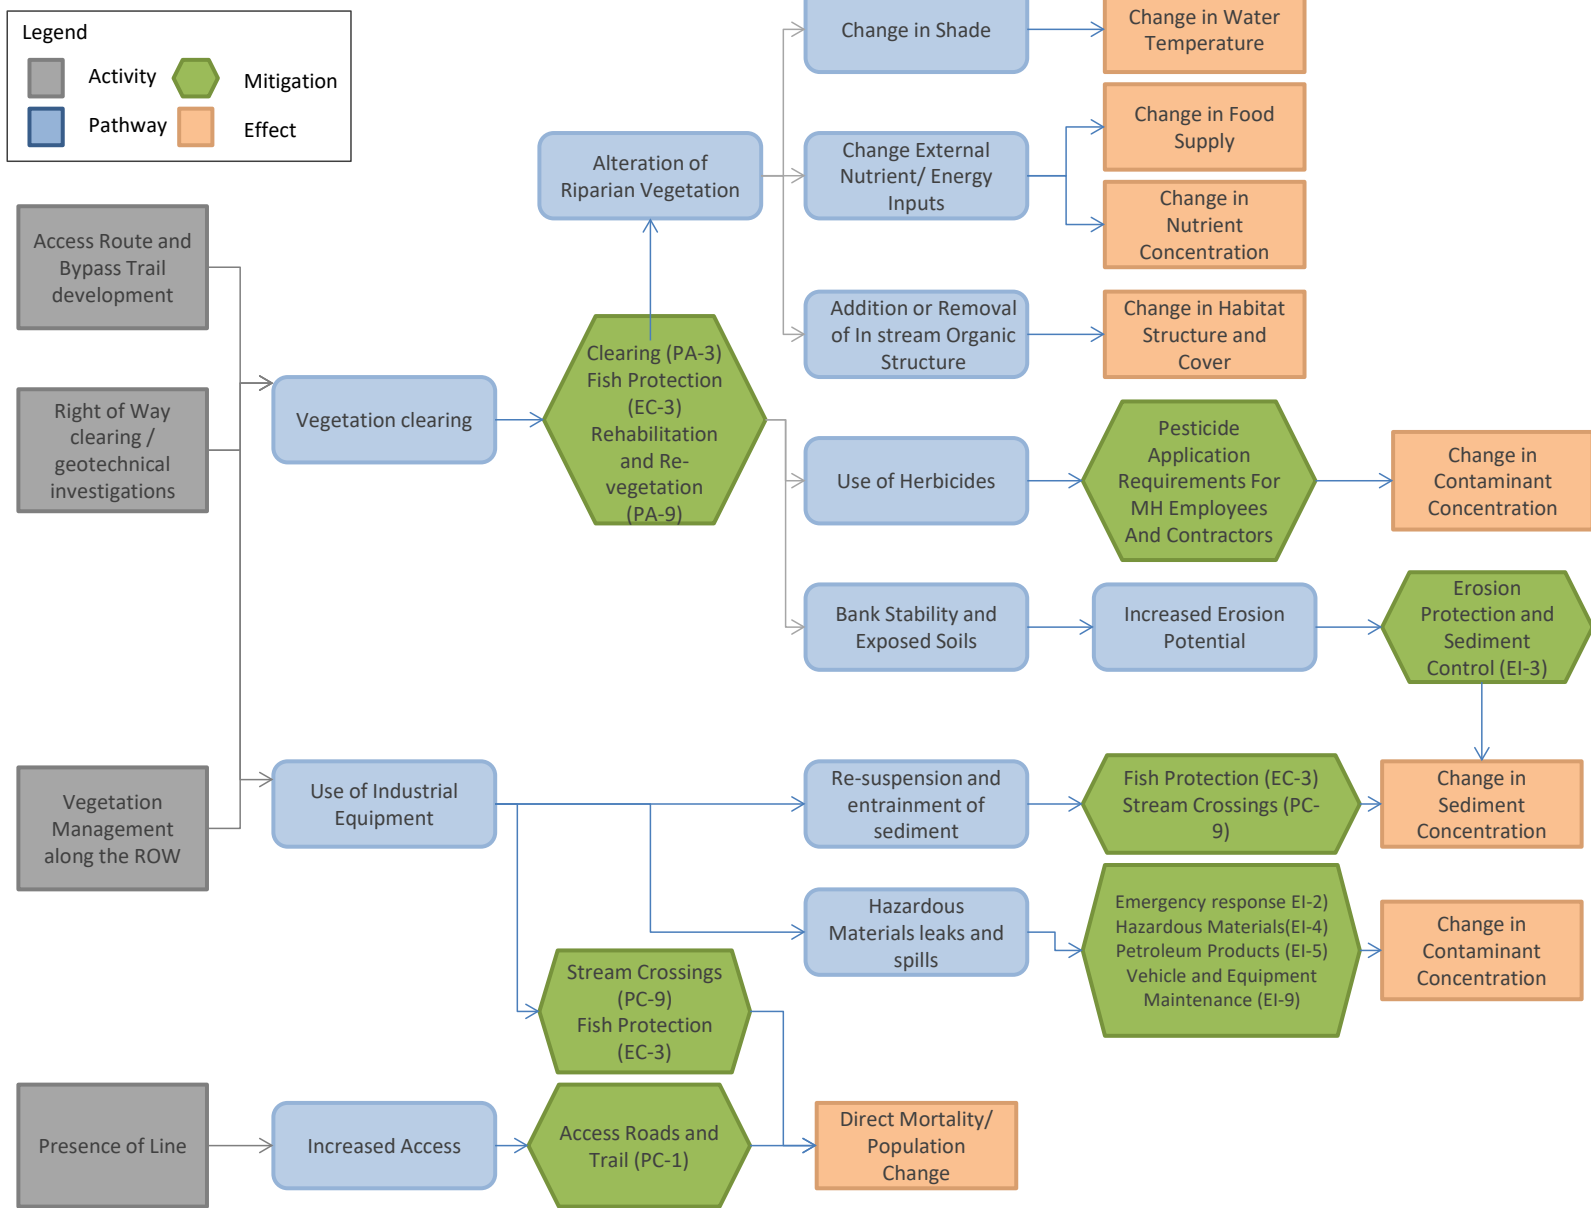 Legend
Activity
Mitigation
Pathway
Effect
Change in Shade
Change in Water
Temperature
Alteration of
Riparian Vegetation
Change External
Nutrient/ Energy
Inputs
Change in Food
Supply
Change in
Nutrient
Concentration
Access Route and
Bypass Trail
development
Addition or Removal
of In stream Organic
Structure
Change in Habitat
Structure and
Cover
Right of Way
clearing /
geotechnical
investigations
Vegetation clearing
Clearing (PA-3)
Fish Protection
(EC-3)
Rehabilitation
and Re-
vegetation
(PA-9)
Use of Herbicides
Pesticide
Application
Requirements For
MH Employees
And Contractors
Change in
Contaminant
Concentration
Bank Stability and
Exposed Soils
Increased Erosion
Potential
Erosion
Protection and
Sediment
Control (EI-3)
Vegetation
Management
along the ROW
Use of Industrial
Equipment
Re-suspension and
entrainment of
sediment
Fish Protection (EC-3)
Stream Crossings (PC-
9)
Change in
Sediment
Concentration
Hazardous
Materials leaks and
spills
Emergency response EI-2)
Hazardous Materials(EI-4)
Petroleum Products (EI-5)
Vehicle and Equipment
Maintenance (EI-9)
Change in
Contaminant
Concentration
Stream Crossings
(PC-9)
Fish Protection
(EC-3)
Presence of Line
Increased Access
Access Roads and
Trail (PC-1)
Direct Mortality/
Population
Change